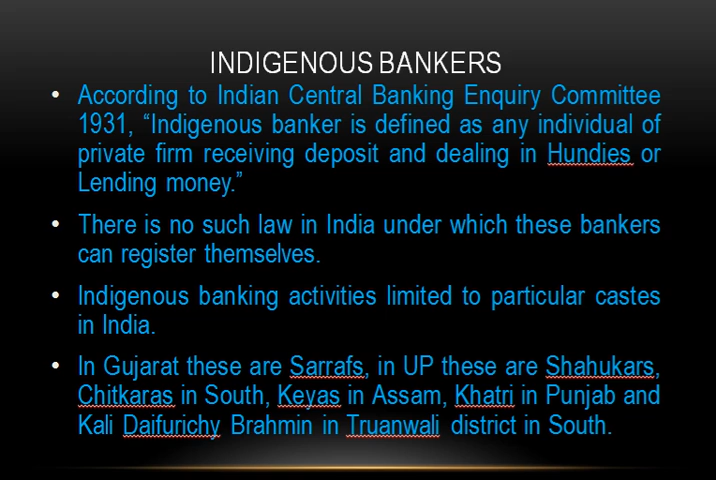 INDIGENOUS BANKERS
• According to Indian Central Banking Enquiry Committee
1931, “Indigenous banker is defined as any individual of
private firm receiving deposit and dealing in Hundies or
Lending money.”
• There is no such law in India under which these bankers
can register themselves.
• Indigenous banking activities limited to particular castes
in India.
• In Gujarat these are Sarrafs, in UP these are Shahukars,
Chitkaras in South, Keyas in Assam, Khatri in Punjab and
Kali Daifurichy Brahmin in Truanwali district in South.